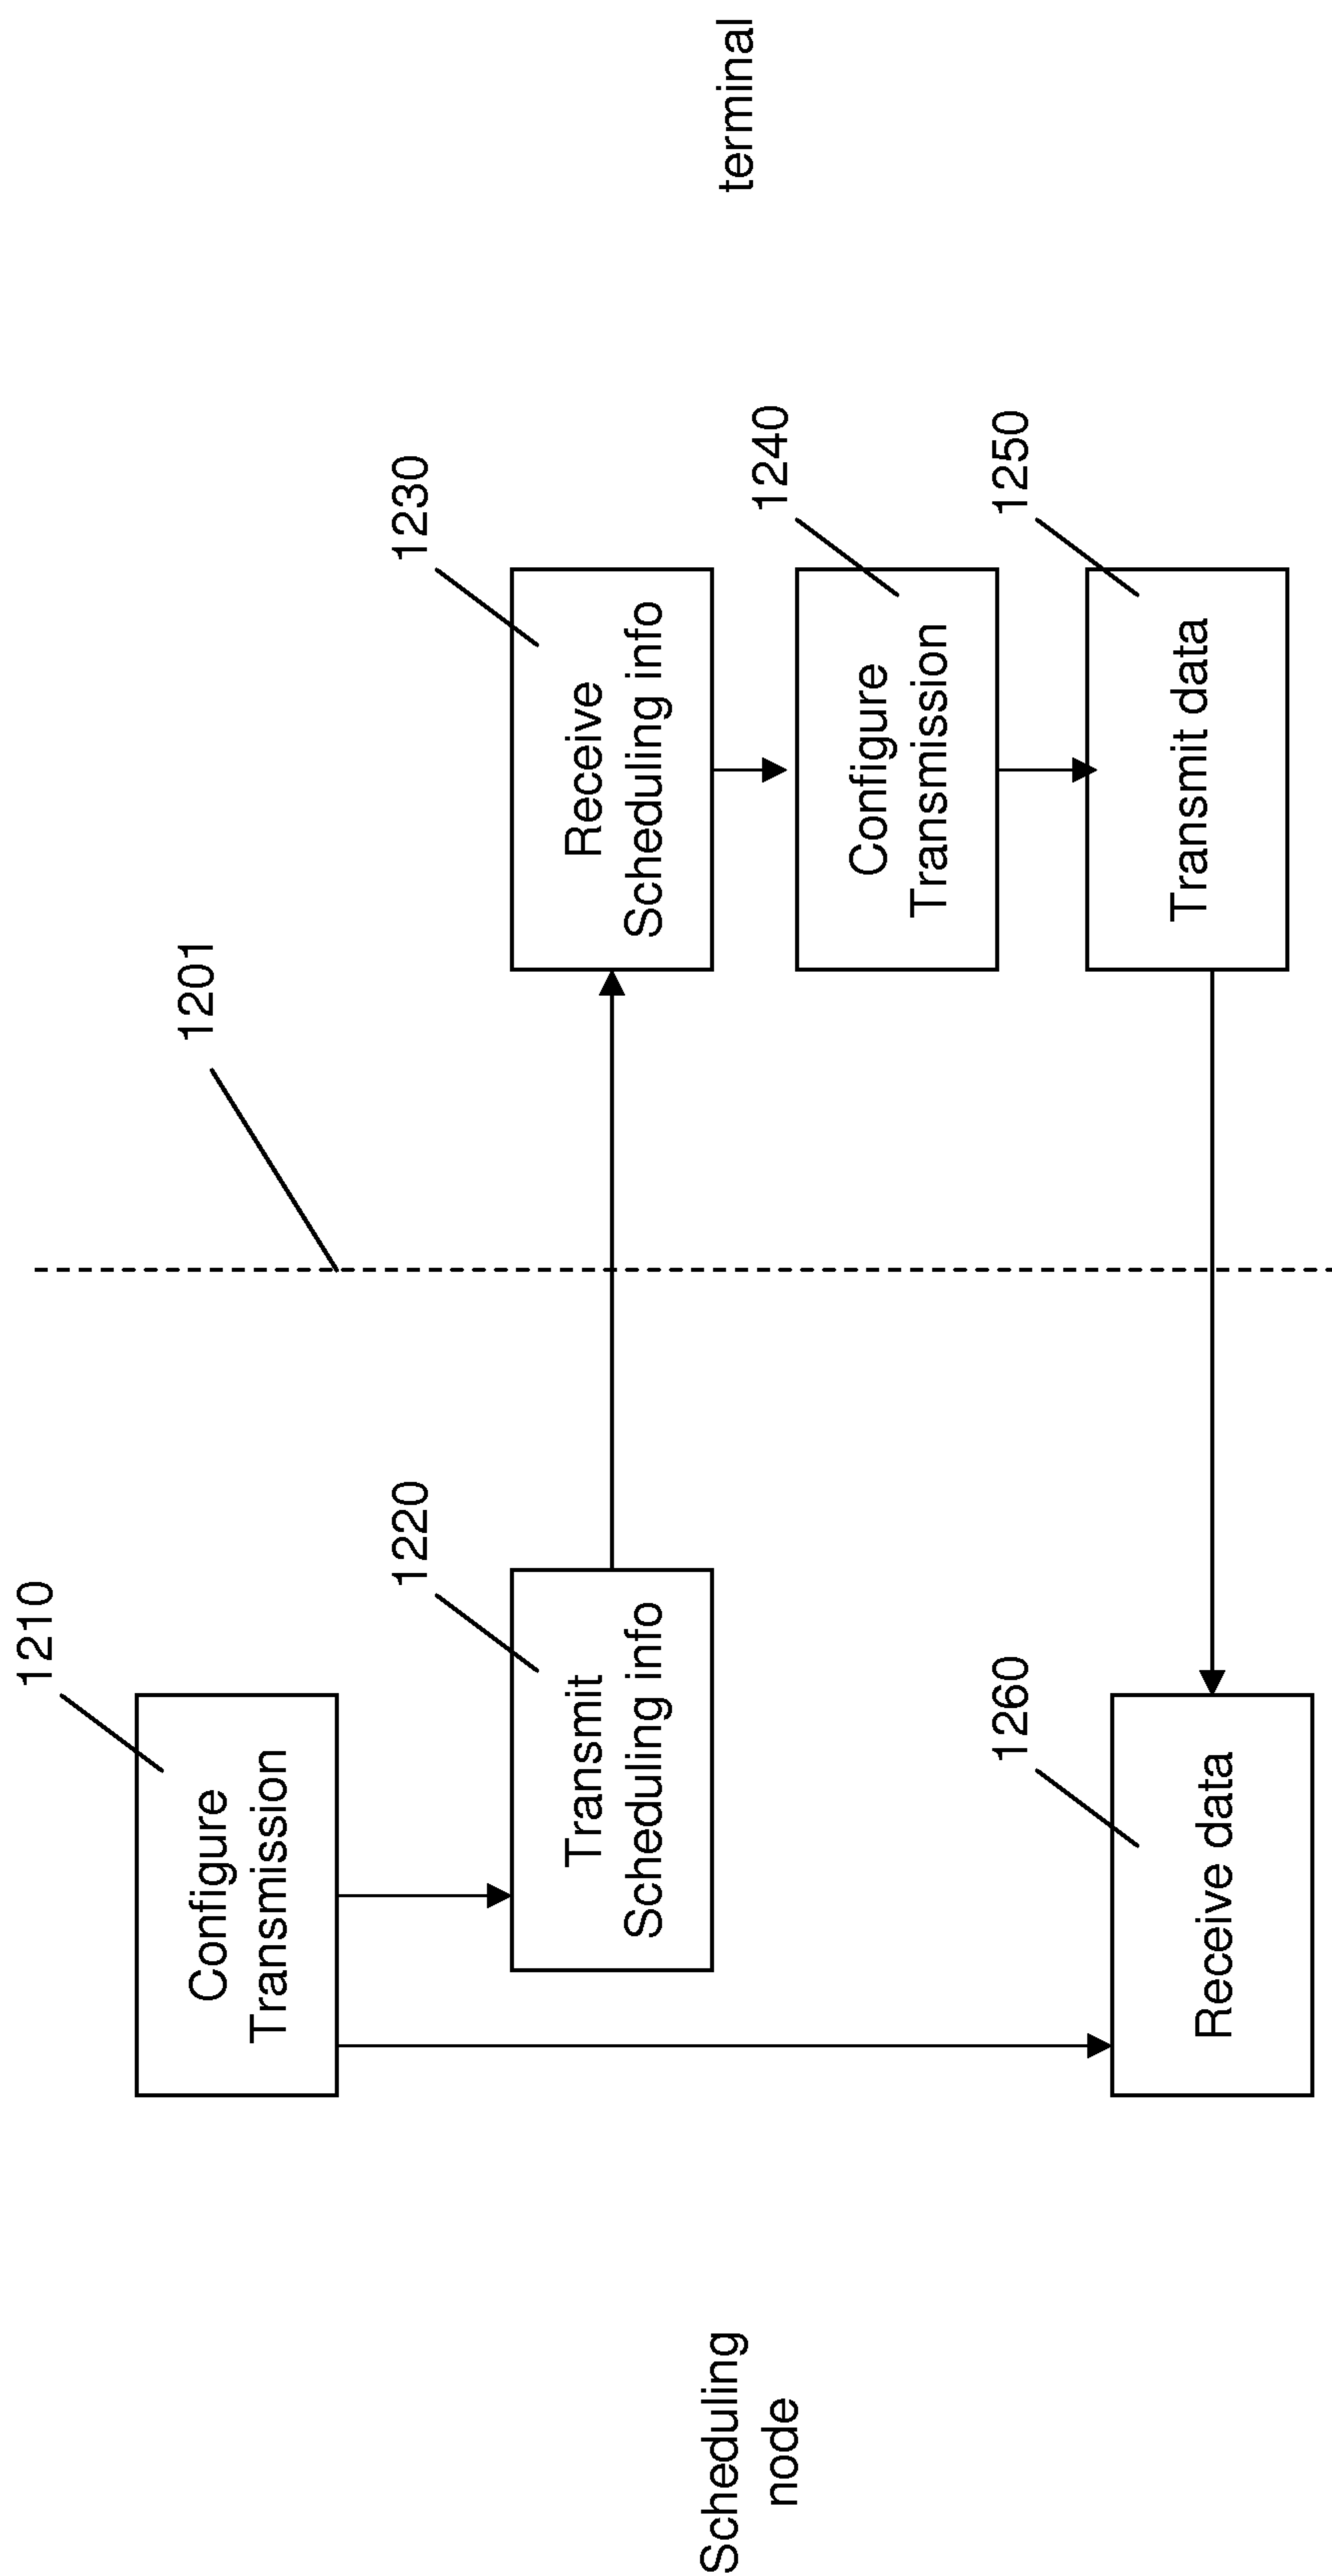 Scheduling
node
1210
Configure
Transmission
1220
Transmit
Scheduling info
1260
Receive data
1201
1230
Receive
Scheduling info
1240
Configure
Transmission
1250
Transmit data
terminal